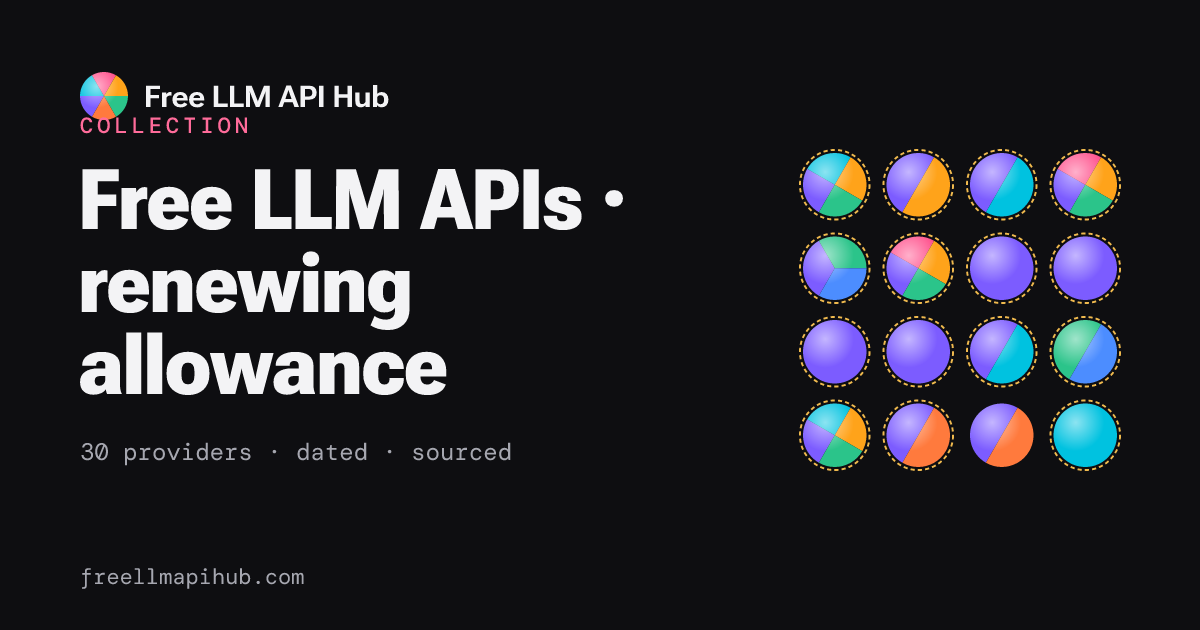 Free LLM API Hub
COLLECTION
Free LLM APIs ·
renewing
allowance
30 providers · dated · sourced
freellmapihub.com